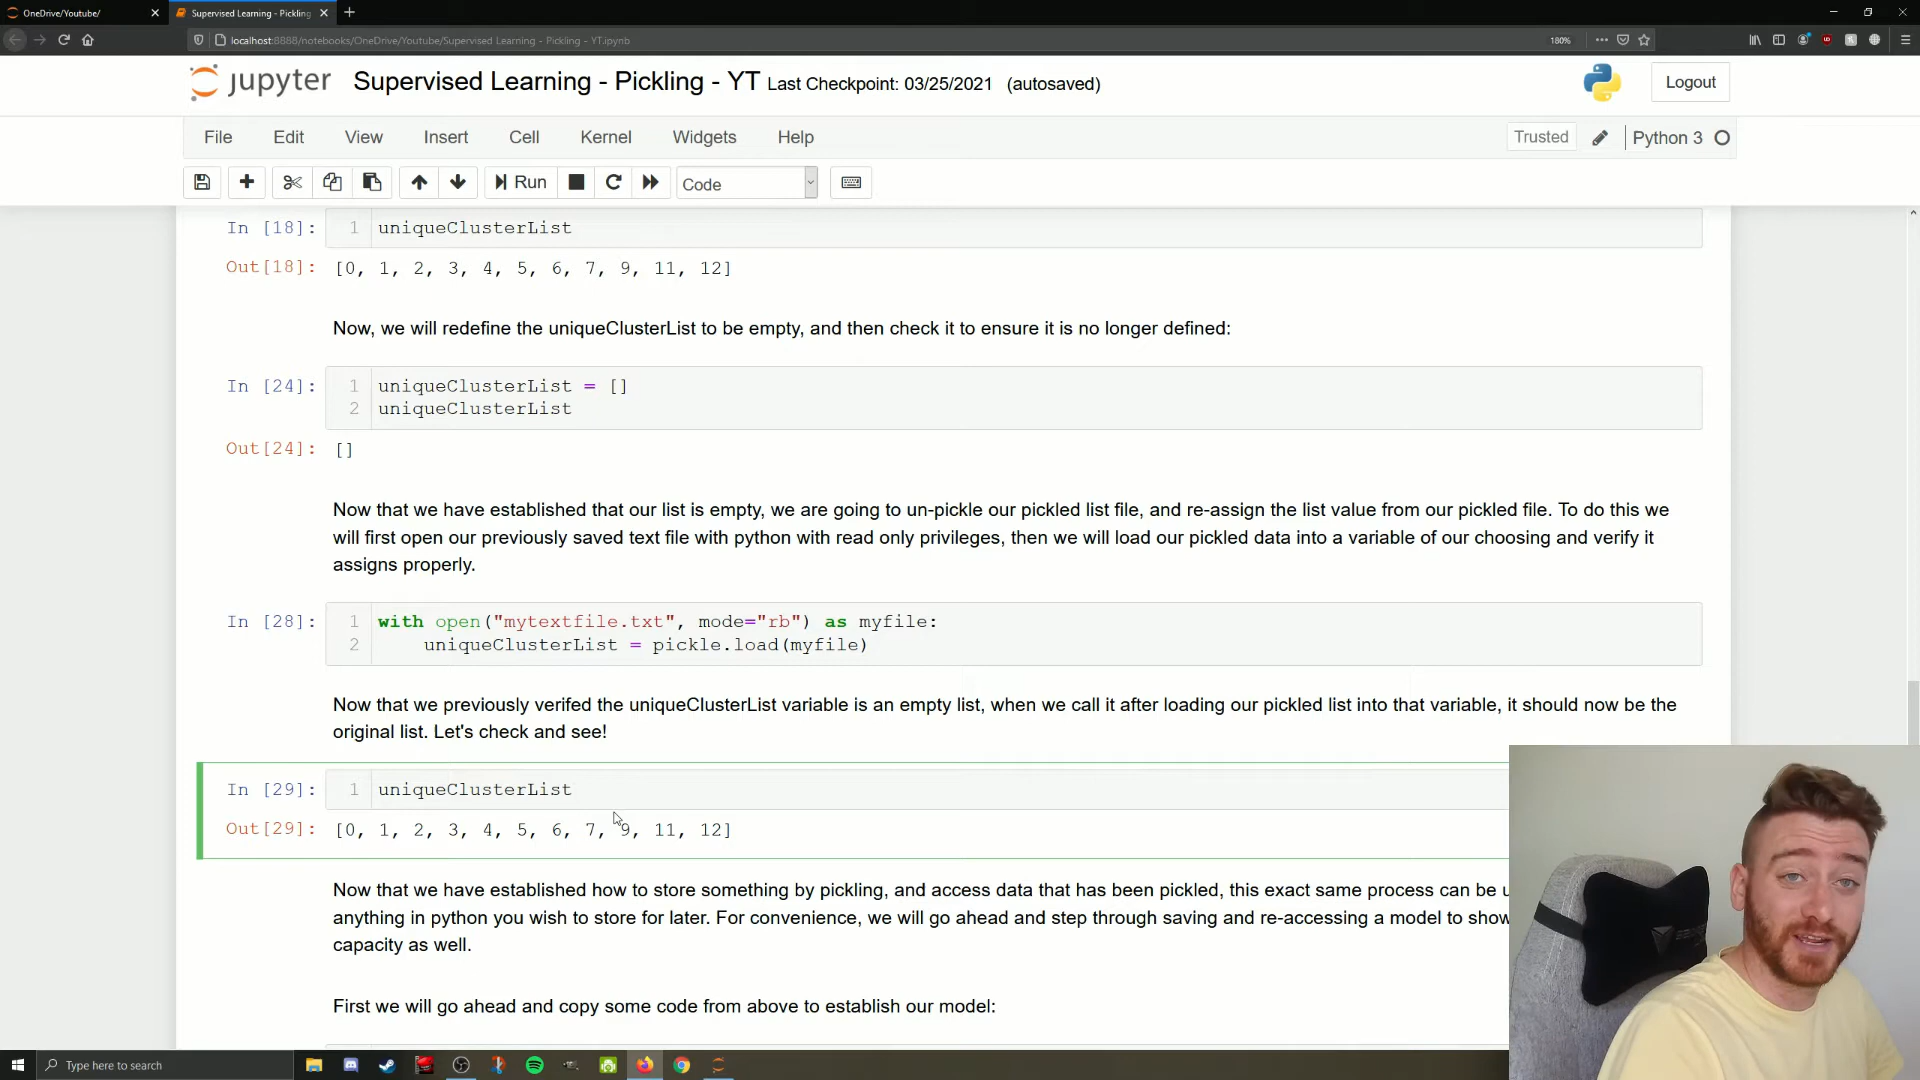 OneDrive/Youtube/
Supervised Learning - Pickling
localhost:8888/notebooks/OneDrive/Youtube/Supervised Learning - Pickling - YT.ipynb
180%
jupyter
Supervised Learning - Pickling - YT Last Checkpoint: 03/25/2021 (autosaved)
Logout
File Edit View Insert Cell Kernel Widgets Help
Trusted
Python 3
Run
Code
In [18]: 1 uniqueClusterList
Out[18]: [0, 1, 2, 3, 4, 5, 6, 7, 9, 11, 12]
Now, we will redefine the uniqueClusterList to be empty, and then check it to ensure it is no longer defined:
In [24]: 1 uniqueClusterList = []
2 uniqueClusterList
Out[24]: []
Now that we have established that our list is empty, we are going to un-pickle our pickled list file, and re-assign the list value from our pickled file. To do this we
will first open our previously saved text file with python with read only privileges, then we will load our pickled data into a variable of our choosing and verify it
assigns properly.
In [28]: 1 with open("mytextfile.txt", mode="rb") as myfile:
2 uniqueClusterList = pickle.load(myfile)
Now that we previously verifed the uniqueClusterList variable is an empty list, when we call it after loading our pickled list into that variable, it should now be the
original list. Let's check and see!
In [29]: 1 uniqueClusterList
Out[29]: [0, 1, 2, 3, 4, 5, 6, 7, 9, 11, 12]
Now that we have established how to store something by pickling, and access data that has been pickled, this exact same process can be u
anything in python you wish to store for later. For convenience, we will go ahead and step through saving and re-accessing a model to show
capacity as well.
First we will go ahead and copy some code from above to establish our model:
Type here to search